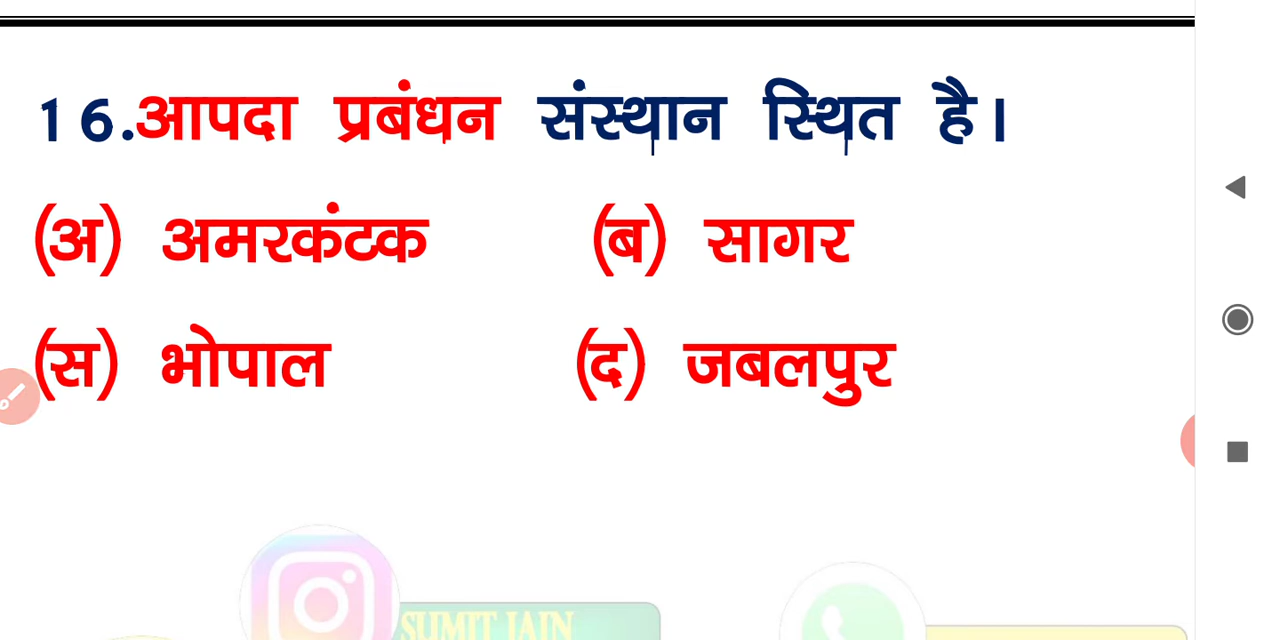 16.आपदा प्रबंधन संस्थान स्थित है।
(अ) अमरकंटक (ब) सागर
(स) भोपाल (द) जबलपुर
SUMIT JAIN